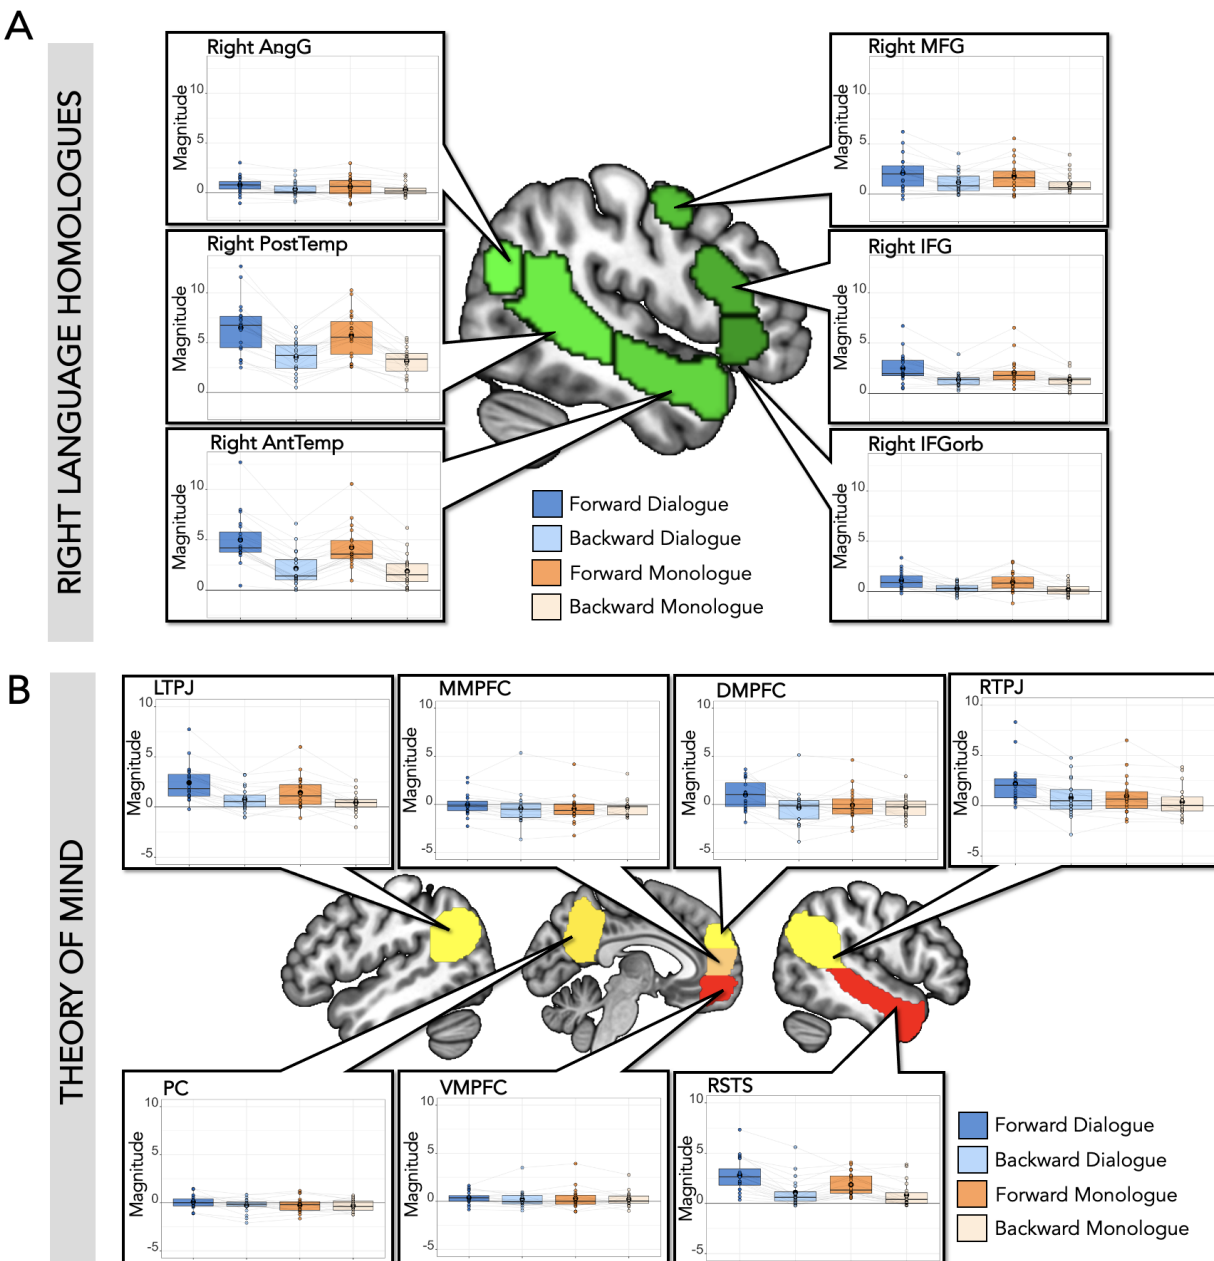 A
RIGHT LANGUAGE HOMOLOGUES
Right AngG
Magnitude
10
5
0
Right PostTemp
Magnitude
10
5
0
Right AntTemp
Magnitude
10
5
0
Right MFG
Magnitude
10
5
0
Right IFG
Magnitude
10
5
0
Right IFGorb
Magnitude
10
5
0
Forward Dialogue
Backward Dialogue
Forward Monologue
Backward Monologue
B
THEORY OF MIND
LTPJ
Magnitude
10
5
0
-5
MMPFC
Magnitude
10
5
0
-5
DMPFC
Magnitude
10
5
0
-5
RTPJ
Magnitude
10
5
0
-5
PC
Magnitude
10
5
0
-5
VMPFC
Magnitude
10
5
0
-5
RSTS
Magnitude
10
5
0
-5
Forward Dialogue
Backward Dialogue
Forward Monologue
Backward Monologue